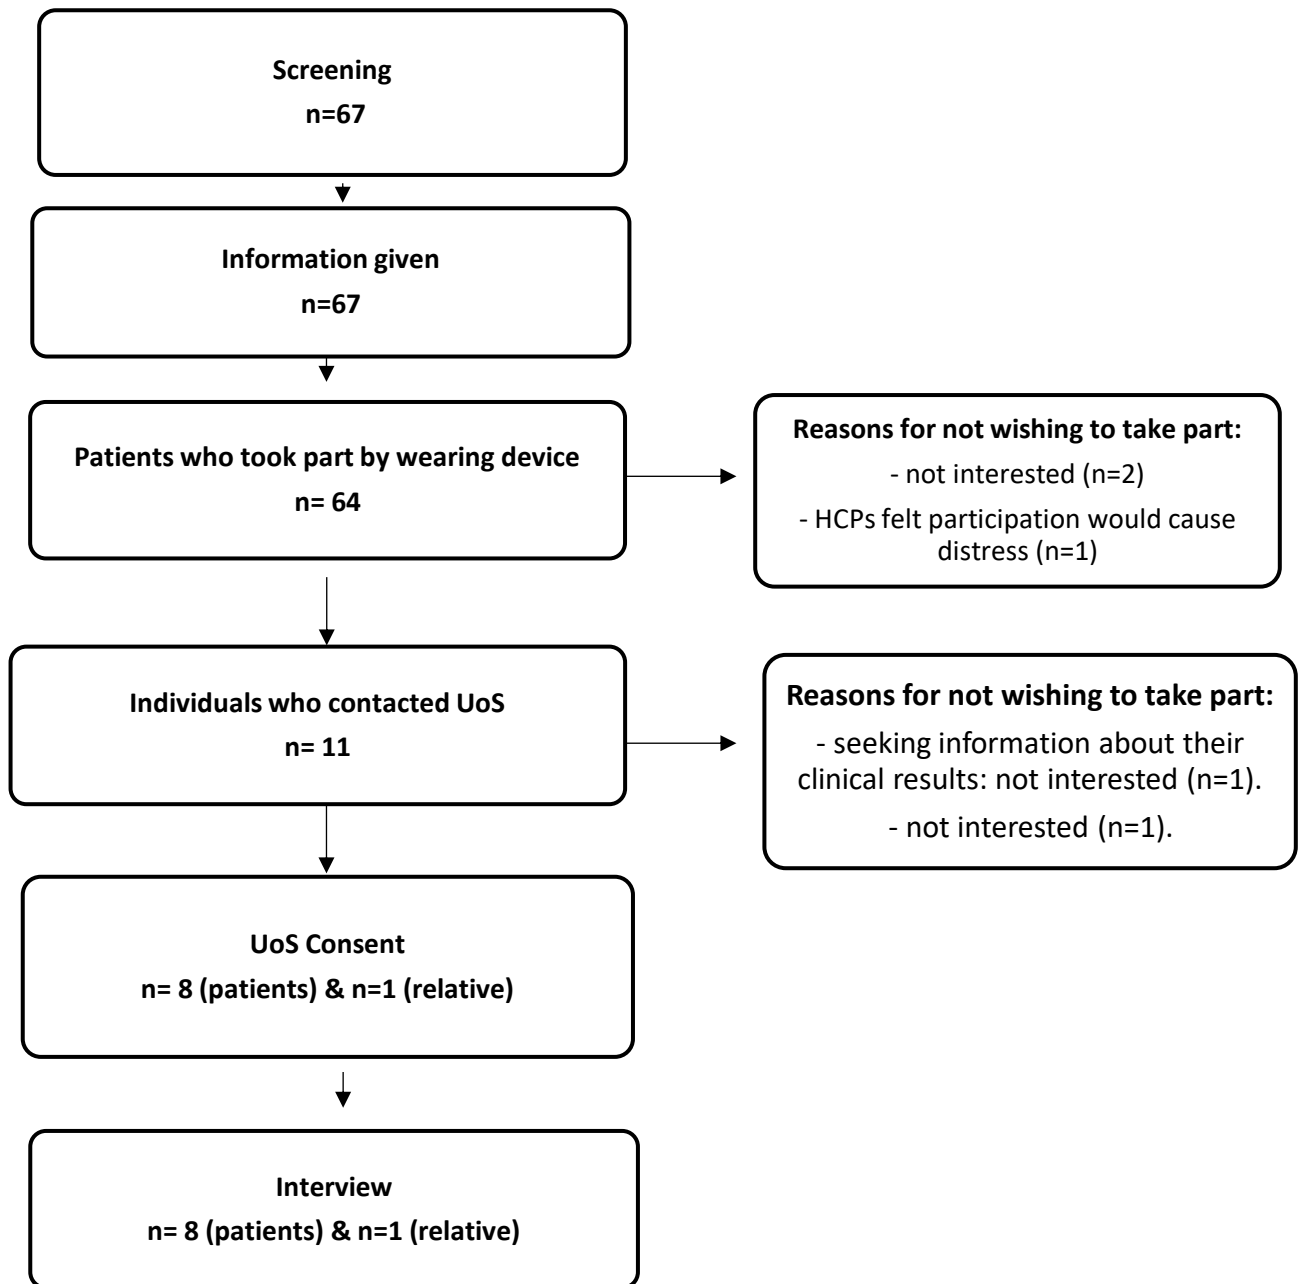 Screening
n=67
Information given
n=67
Patients who took part by wearing device
n= 64
Reasons for not wishing to take part:
- not interested (n=2)
- HCPs felt participation would cause
distress (n=1)
Individuals who contacted UoS
n= 11
Reasons for not wishing to take part:
- seeking information about their
clinical results: not interested (n=1).
- not interested (n=1).
UoS Consent
n= 8 (patients) & n=1 (relative)
Interview
n= 8 (patients) & n=1 (relative)